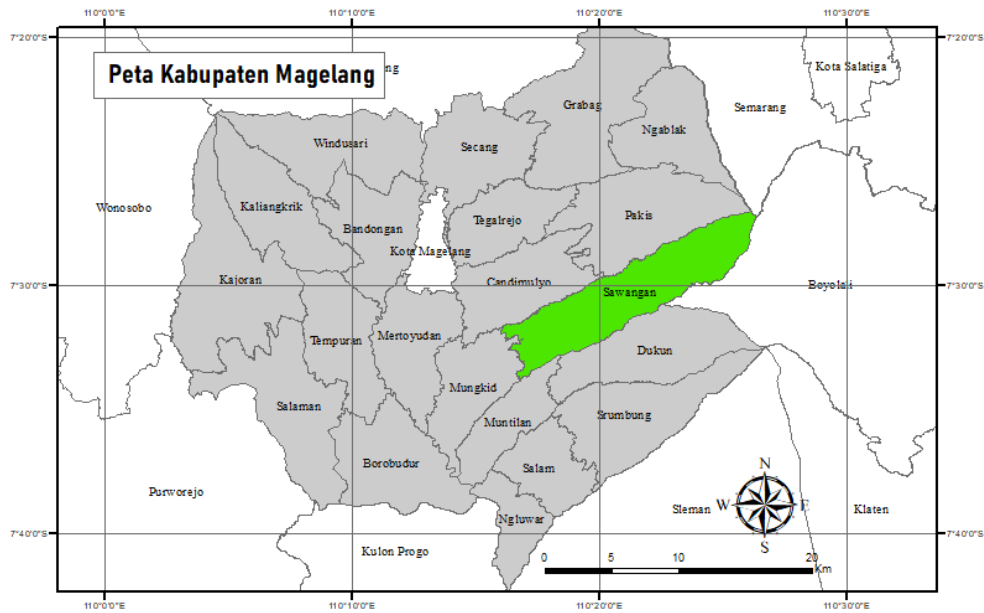 110°0'0"E 110°10'0"E 110°20'0"E 110°30'0"E
7°20'0"S 7°20'0"S
Peta Kabupaten Magelang
ng
Kota Salatiga
Grabag
Semarang
Ngablak
Windusari
Secang
Wonosobo
Kaliangkrik
Tegalrejo
Pakis
Bandongan
Kota Magelang
Kajoran
Candimulyo
7°30'0"S 7°30'0"S
Sawangan
Boyolali
Tempuran
Mertoyudan
Dukun
Mungkid
Salaman
Muntilan
Srumbung
Borobudur
Salam
Purworejo
N
W E
S
Sleman
Klaten
Ngluwar
7°40'0"S 7°40'0"S
Kulon Progo
0 5 10 20
Km
110°0'0"E 110°10'0"E 110°20'0"E 110°30'0"E